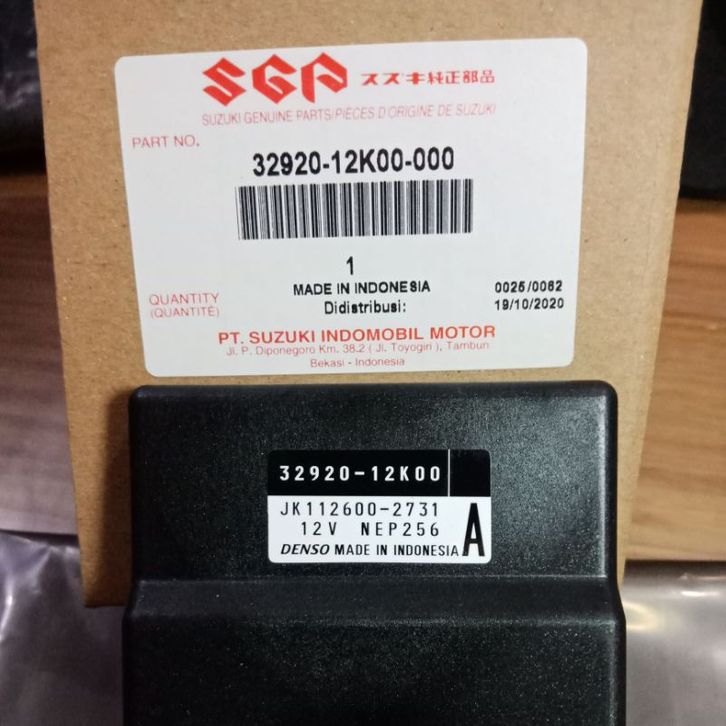 SGP スズキ純正部品
SUZUKI GENUINE PARTS/PIÈCES D'ORIGINE DE SUZUKI
PART NO.
32920-12K00-000
1
MADE IN INDONESIA
0025/0062
QUANTITY
(QUANTITÉ)
Didistribusi:
19/10/2020
PT. SUZUKI INDOMOBIL MOTOR
Jl. P. Diponegoro Km. 38.2 ( Jl. Toyogiri ), Tambun
Bekasi - Indonesia
32920-12K00
JK112600-2731
12V NEP256
DENSO MADE IN INDONESIA A